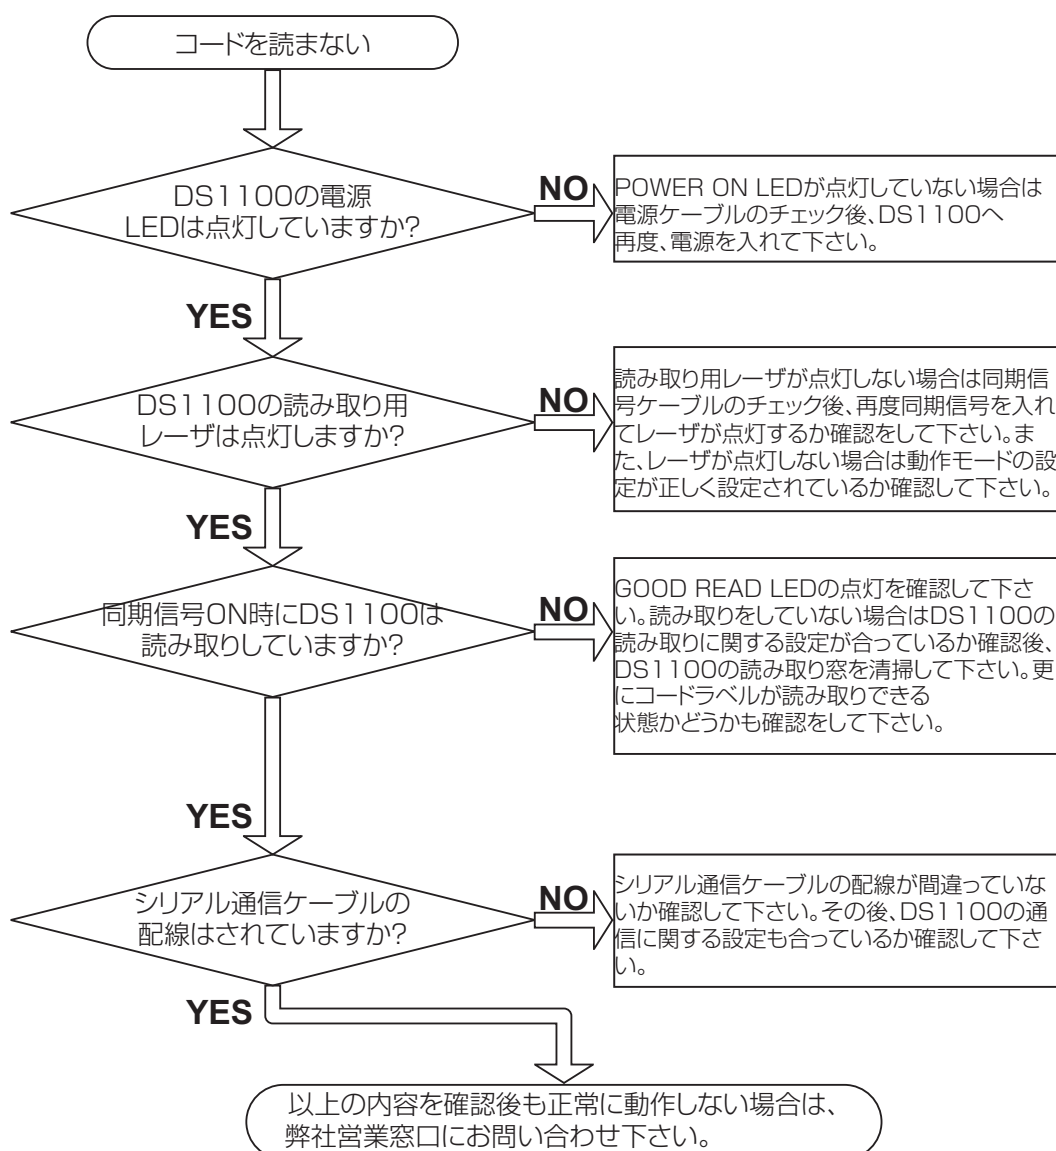 コードを読まない
DS1100の電源
LEDは点灯していますか?
NO
POWER ON LEDが点灯していない場合は
電源ケーブルのチェック後、DS1100へ
再度、電源を入れて下さい。
YES
DS1100の読み取り用
レーザは点灯しますか?
NO
読み取り用レーザが点灯しない場合は同期信
号ケーブルのチェック後、再度同期信号を入れ
てレーザが点灯するか確認をして下さい。ま
た、レーザが点灯しない場合は動作モードの設
定が正しく設定されているか確認して下さい。
YES
同期信号ON時にDS1100は
読み取りしていますか?
NO
GOOD READ LEDの点灯を確認して下さ
い。読み取りをしていない場合はDS1100の
読み取りに関する設定が合っているか確認後、
DS1100の読み取り窓を清掃して下さい。更
にコードラベルが読み取りできる
状態かどうかも確認をして下さい。
YES
シリアル通信ケーブルの
配線はされていますか?
NO
シリアル通信ケーブルの配線が間違っていな
いか確認して下さい。その後、DS1100の通
信に関する設定も合っているか確認して下さ
い。
YES
以上の内容を確認後も正常に動作しない場合は、
弊社営業窓口にお問い合わせ下さい。